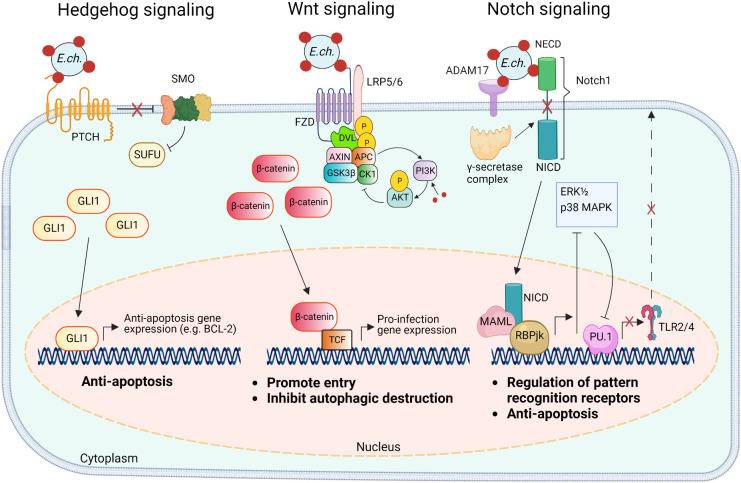 Hedgehog signaling
Wnt signaling
Notch signaling
E.ch.
SMO
PTCH
SUFU
GLI1
GLI1
GLI1
GLI1
Anti-apoptosis gene
expression (e.g. BCL-2)
Anti-apoptosis
E.ch.
LRP5/6
FZD
DVL
P
P
AXIN
APC
GSK3β
CK1
PI3K
P
AKT
β-catenin
β-catenin
β-catenin
β-catenin
TCF
Pro-infection
gene expression
• Promote entry
• Inhibit autophagic destruction
E.ch.
NECD
ADAM17
Notch1
γ-secretase
complex
NICD
ERK½
p38 MAPK
NICD
MAML
RBPjk
PU.1
TLR2/4
• Regulation of pattern
recognition receptors
• Anti-apoptosis
Nucleus
Cytoplasm